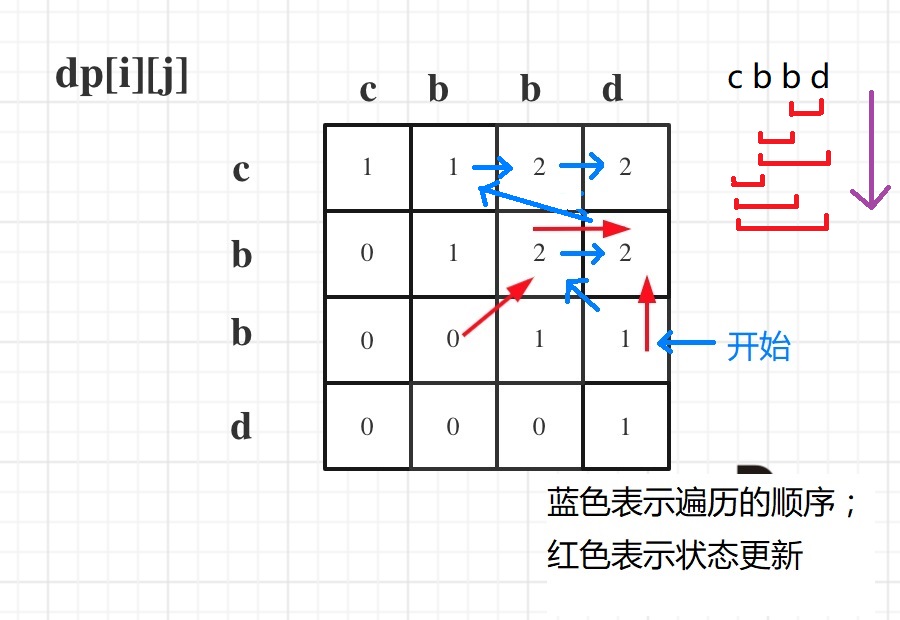 dp[i][j]
c b b d
c b b d
c 1 1 2 2
b 0 1 2 2
b 0 0 1 1
开始
d 0 0 0 1
蓝色表示遍历的顺序；
红色表示状态更新